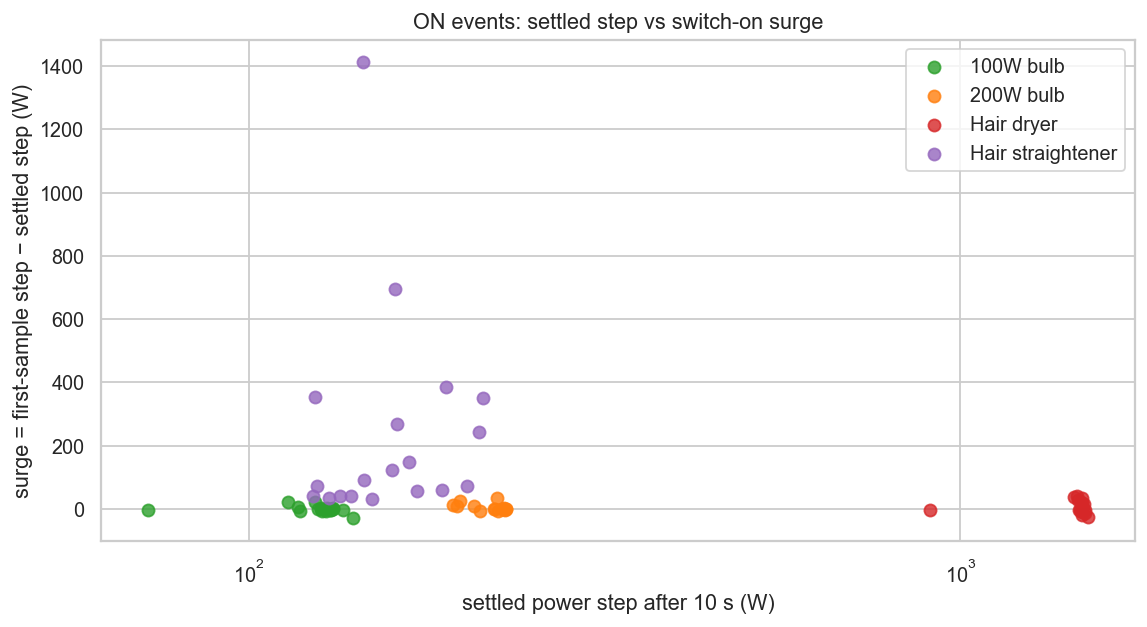 ON events: settled step vs switch-on surge
surge = first-sample step − settled step (W)
1400
1200
1000
800
600
400
200
0
100W bulb
200W bulb
Hair dryer
Hair straightener
10²
10³
settled power step after 10 s (W)